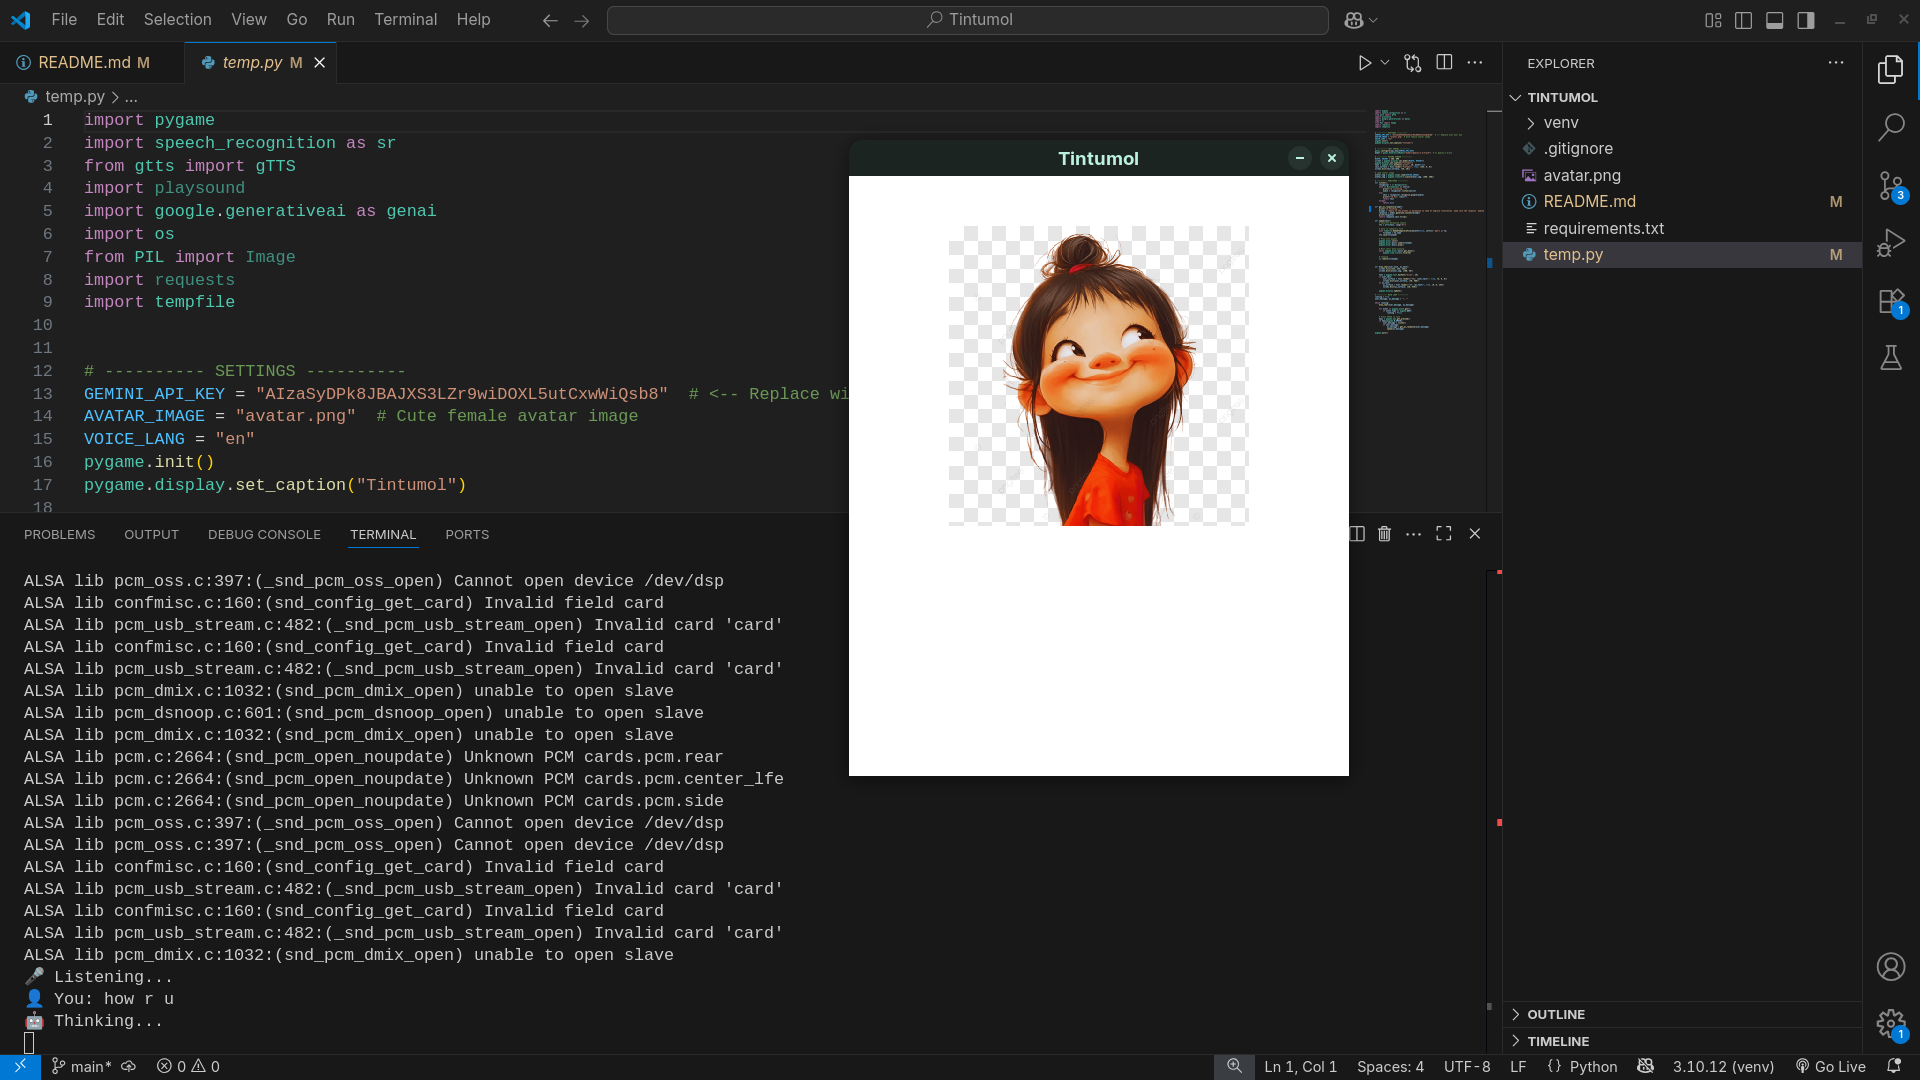 File Edit Selection View Go Run Terminal Help
Tintumol
README.md M
temp.py M
temp.py > ...
1 import pygame
2 import speech_recognition as sr
3 from gtts import gTTS
4 import playsound
5 import google.generativeai as genai
6 import os
7 from PIL import Image
8 import requests
9 import tempfile
10
11
12 # ---------- SETTINGS ----------
13 GEMINI_API_KEY = "AIzaSyDPk8JBAJXS3LZr9wiDOXL5utCxwWiQsb8"  # <-- Replace wi
14 AVATAR_IMAGE = "avatar.png"  # Cute female avatar image
15 VOICE_LANG = "en"
16 pygame.init()
17 pygame.display.set_caption("Tintumol")
18
Tintumol
PROBLEMS OUTPUT DEBUG CONSOLE TERMINAL PORTS
ALSA lib pcm_oss.c:397:(_snd_pcm_oss_open) Cannot open device /dev/dsp
ALSA lib confmisc.c:160:(snd_config_get_card) Invalid field card
ALSA lib pcm_usb_stream.c:482:(_snd_pcm_usb_stream_open) Invalid card 'card'
ALSA lib confmisc.c:160:(snd_config_get_card) Invalid field card
ALSA lib pcm_usb_stream.c:482:(_snd_pcm_usb_stream_open) Invalid card 'card'
ALSA lib pcm_dmix.c:1032:(snd_pcm_dmix_open) unable to open slave
ALSA lib pcm_dsnoop.c:601:(snd_pcm_dsnoop_open) unable to open slave
ALSA lib pcm_dmix.c:1032:(snd_pcm_dmix_open) unable to open slave
ALSA lib pcm.c:2664:(snd_pcm_open_noupdate) Unknown PCM cards.pcm.rear
ALSA lib pcm.c:2664:(snd_pcm_open_noupdate) Unknown PCM cards.pcm.center_lfe
ALSA lib pcm.c:2664:(snd_pcm_open_noupdate) Unknown PCM cards.pcm.side
ALSA lib pcm_oss.c:397:(_snd_pcm_oss_open) Cannot open device /dev/dsp
ALSA lib pcm_oss.c:397:(_snd_pcm_oss_open) Cannot open device /dev/dsp
ALSA lib confmisc.c:160:(snd_config_get_card) Invalid field card
ALSA lib pcm_usb_stream.c:482:(_snd_pcm_usb_stream_open) Invalid card 'card'
ALSA lib confmisc.c:160:(snd_config_get_card) Invalid field card
ALSA lib pcm_usb_stream.c:482:(_snd_pcm_usb_stream_open) Invalid card 'card'
ALSA lib pcm_dmix.c:1032:(snd_pcm_dmix_open) unable to open slave
🎤 Listening...
👤 You: how r u
🤖 Thinking...
EXPLORER
TINTUMOL
venv
.gitignore
avatar.png
README.md M
requirements.txt
temp.py M
OUTLINE
TIMELINE
3
1
1
main* 0 0 Ln 1, Col 1 Spaces: 4 UTF-8 LF {} Python 3.10.12 (venv) Go Live